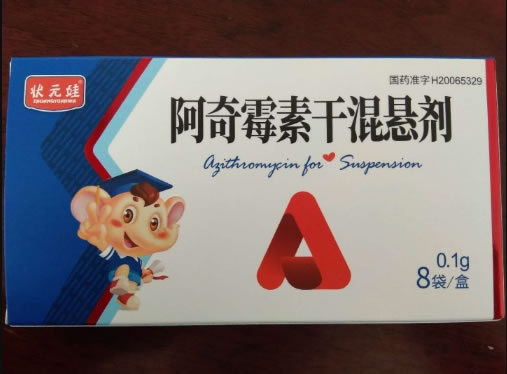 国药准字H20065329
状元娃
ZHUANGYUANWA
阿奇霉素干混悬剂
Azithromycin for Suspension
0.1g
8袋/盒